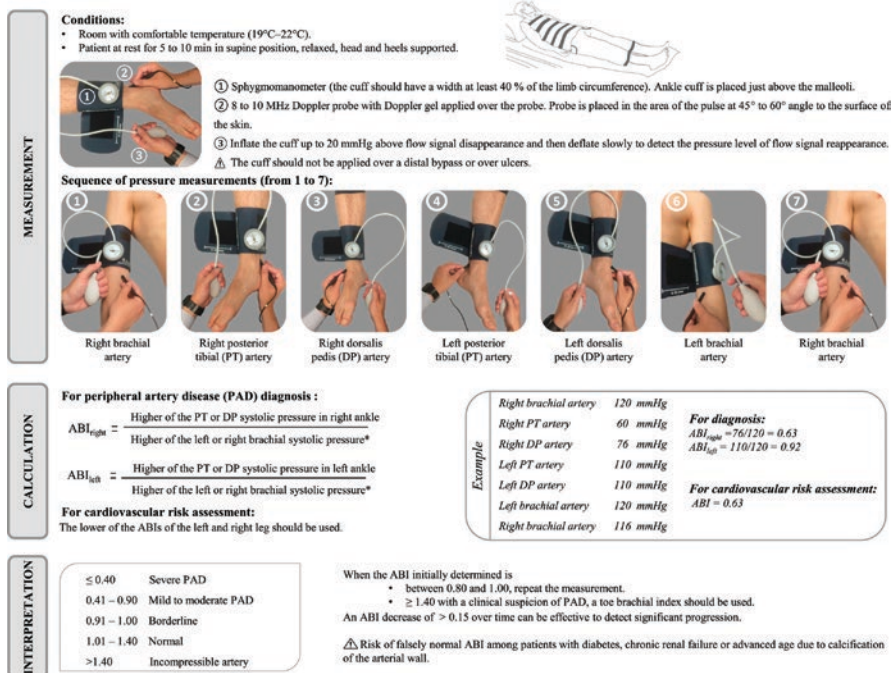 Conditions:
• Room with comfortable temperature (19°C–22°C).
• Patient at rest for 5 to 10 min in supine position, relaxed, head and heels supported.
MEASUREMENT
① ② ③
① Sphygmomanometer (the cuff should have a width at least 40 % of the limb circumference). Ankle cuff is placed just above the malleoli.
② 8 to 10 MHz Doppler probe with Doppler gel applied over the probe. Probe is placed in the area of the pulse at 45° to 60° angle to the surface of
the skin.
③ Inflate the cuff up to 20 mmHg above flow signal disappearance and then deflate slowly to detect the pressure level of flow signal reappearance.
⚠ The cuff should not be applied over a distal bypass or over ulcers.
Sequence of pressure measurements (from 1 to 7):
① ② ③ ④ ⑤ ⑥ ⑦
Right brachial
artery
Right posterior
tibial (PT) artery
Right dorsalis
pedis (DP) artery
Left posterior
tibial (PT) artery
Left dorsalis
pedis (DP) artery
Left brachial
artery
Right brachial
artery
CALCULATION
For peripheral artery disease (PAD) diagnosis :
ABIright = Higher of the PT or DP systolic pressure in right ankle
Higher of the left or right brachial systolic pressure*
ABIleft = Higher of the PT or DP systolic pressure in left ankle
Higher of the left or right brachial systolic pressure*
For cardiovascular risk assessment:
The lower of the ABIs of the left and right leg should be used.
Example
Right brachial artery 120 mmHg
Right PT artery 60 mmHg
Right DP artery 76 mmHg
Left PT artery 110 mmHg
Left DP artery 110 mmHg
Left brachial artery 120 mmHg
Right brachial artery 116 mmHg
For diagnosis:
ABIright =76/120 = 0.63
ABIleft = 110/120 = 0.92
For cardiovascular risk assessment:
ABI = 0.63
INTERPRETATION
≤ 0.40 Severe PAD
0.41 – 0.90 Mild to moderate PAD
0.91 – 1.00 Borderline
1.01 – 1.40 Normal
>1.40 Incompressible artery
When the ABI initially determined is
• between 0.80 and 1.00, repeat the measurement.
• ≥ 1.40 with a clinical suspicion of PAD, a toe brachial index should be used.
An ABI decrease of > 0.15 over time can be effective to detect significant progression.
⚠ Risk of falsely normal ABI among patients with diabetes, chronic renal failure or advanced age due to calcification
of the arterial wall.